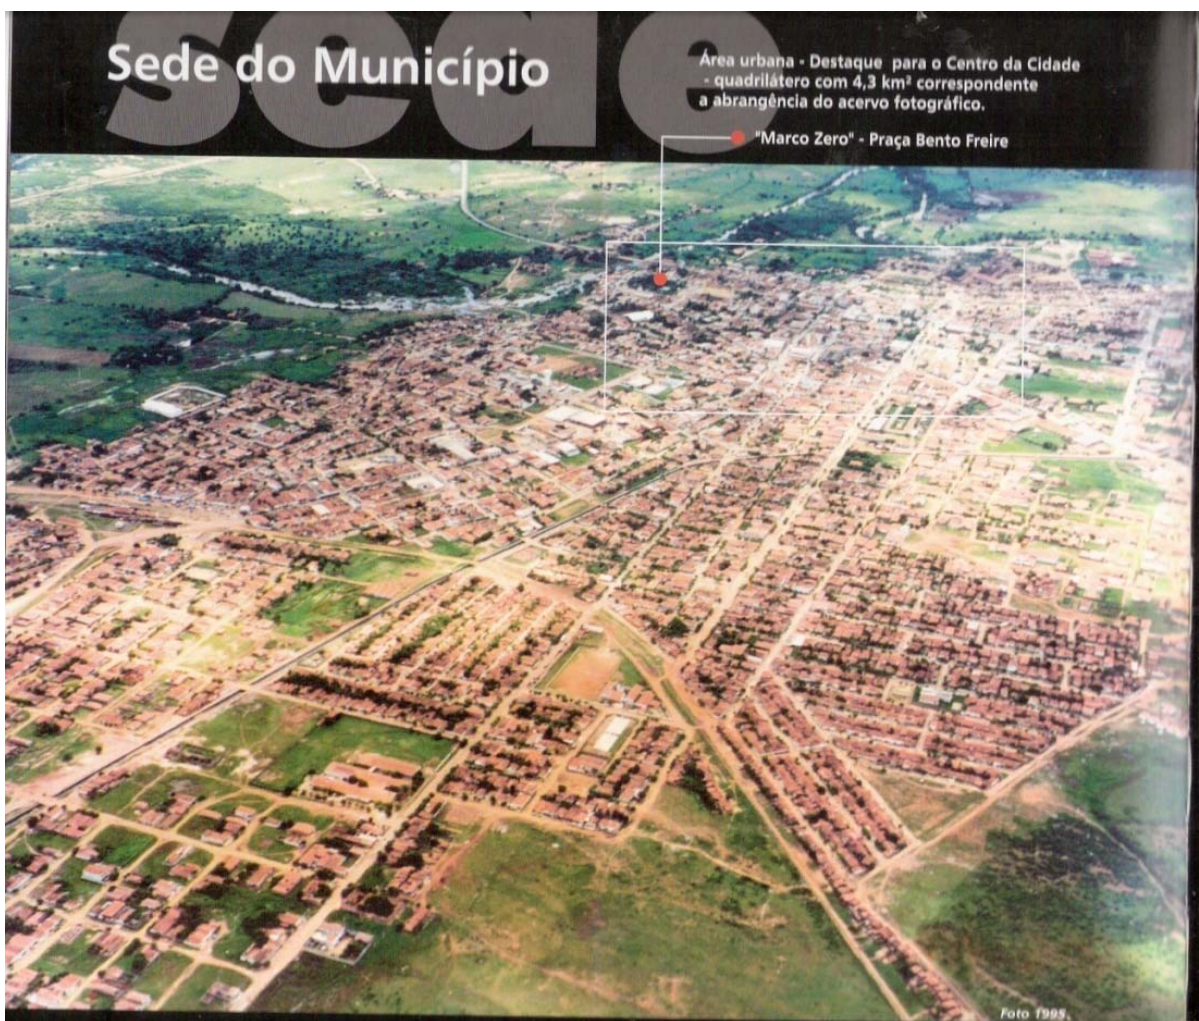 sede
Sede do Município
Área urbana - Destaque para o Centro da Cidade
- quadrilátero com 4,3 km² correspondente
a abrangência do acervo fotográfico.
"Marco Zero" - Praça Bento Freire
Foto 1995.